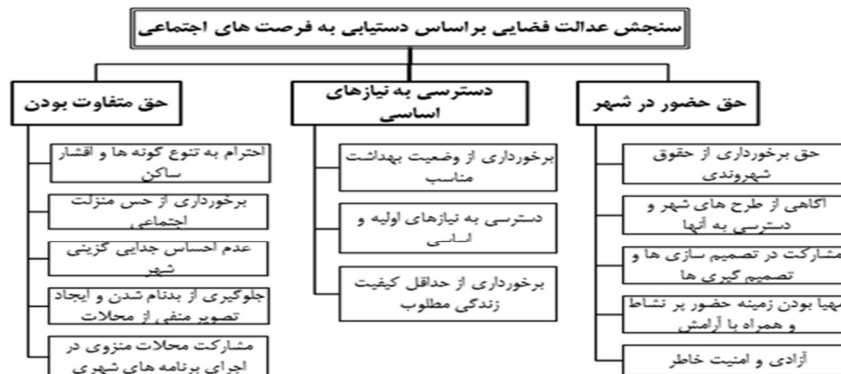 سنجش عدالت فضایی براساس دستیابی به فرصت های اجتماعی
حق حضور در شهر
حق برخورداری از حقوق
شهروندی
آگاهی از طرح های شهر و
دسترسی به آنها
مشارکت در تصمیم سازی ها و
تصمیم گیری ها
مهیا بودن زمینه حضور پر نشاط
و همراه با آرامش
آزادی و امنیت خاطر
دسترسی به نیازهای
اساسی
برخورداری از وضعیت بهداشت
مناسب
دسترسی به نیازهای اولیه و
اساسی
برخورداری از حداقل کیفیت
زندگی مطلوب
حق متفاوت بودن
احترام به تنوع گونه ها و اقشار
ساکن
برخورداری از حس منزلت
اجتماعی
عدم احساس جدایی گزینی
شهر
جلوگیری از بدنام شدن و ایجاد
تصویر منفی از محلات
مشارکت محلات منزوی در
اجرای برنامه های شهری